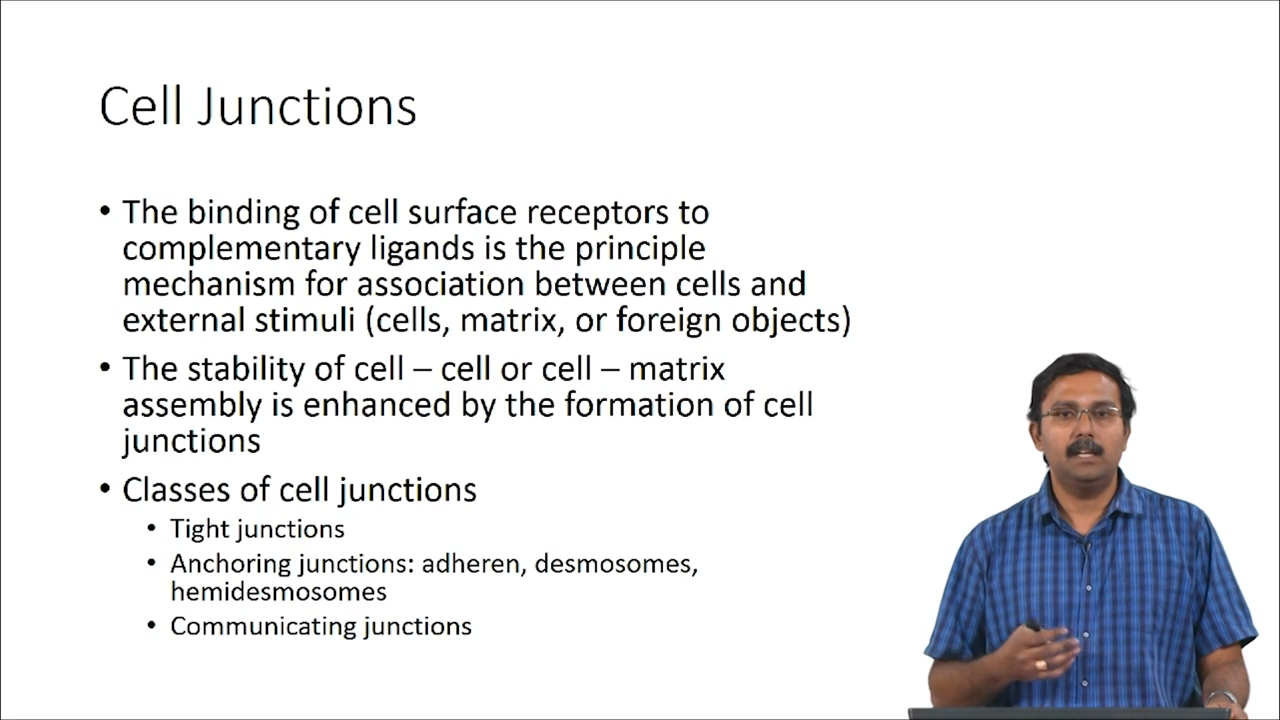 Cell Junctions
• The binding of cell surface receptors to
complementary ligands is the principle
mechanism for association between cells and
external stimuli (cells, matrix, or foreign objects)
• The stability of cell – cell or cell – matrix
assembly is enhanced by the formation of cell
junctions
• Classes of cell junctions
• Tight junctions
• Anchoring junctions: adheren, desmosomes,
hemidesmosomes
• Communicating junctions